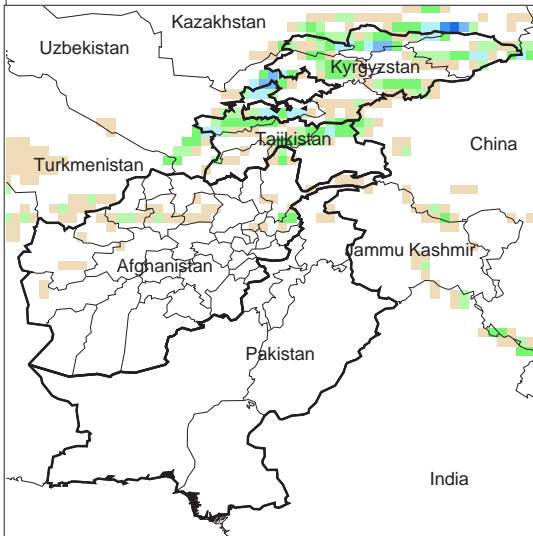 Kazakhstan
Uzbekistan
Kyrgyzstan
Tajikistan
China
Turkmenistan
Jammu Kashmir
Afghanistan
Pakistan
India